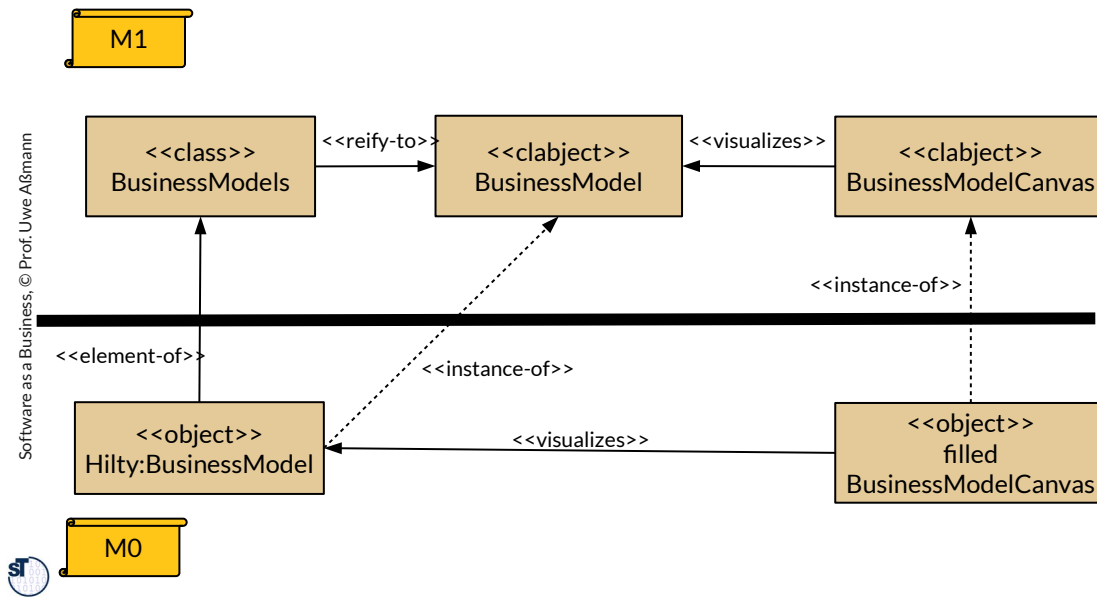 M1
<<class>>
BusinessModels
<<reify-to>>
<<clabject>>
BusinessModel
<<visualizes>>
<<clabject>>
BusinessModelCanvas
<<instance-of>>
<<element-of>>
<<instance-of>>
<<object>>
Hilty:BusinessModel
<<visualizes>>
<<object>>
filled
BusinessModelCanvas
M0
Software as a Business, © Prof. Uwe Aßmann
ST